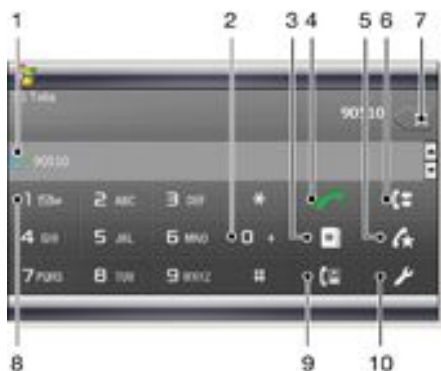 1 2 3 4 5 6 7
90510
90510
1 2 ABC 3 DEF *
4 GHI 5 JKL 6 MNO 0 +
7 PQRS 8 TUV 9 WXYZ #
8 9 10